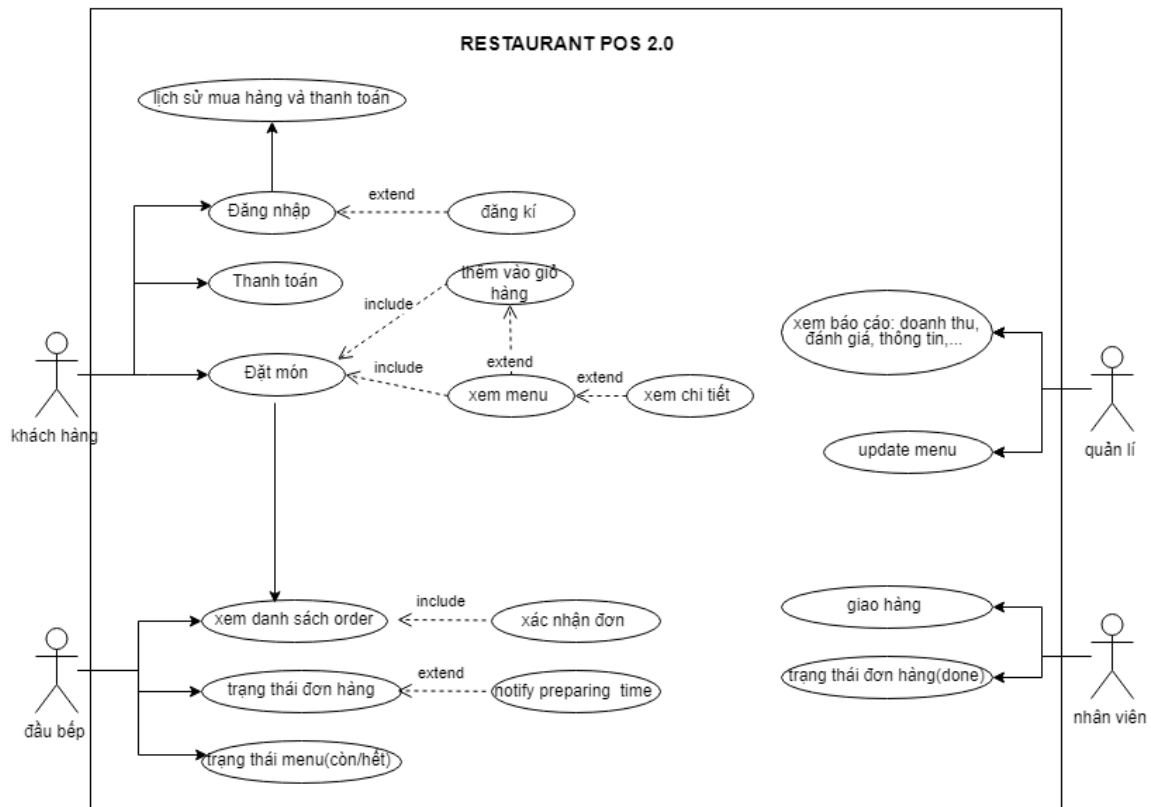 RESTAURANT POS 2.0
lịch sử mua hàng và thanh toán
extend
Đăng nhập
đăng kí
Thanh toán
thêm vào giỏ
hàng
include
xem báo cáo: doanh thu,
đánh giá, thông tin,...
extend
include
Đặt món
xem menu
extend
xem chi tiết
khách hàng
update menu
quản lí
include
xem danh sách order
xác nhận đơn
giao hàng
extend
trạng thái đơn hàng
notify preparing time
trạng thái đơn hàng(done)
đầu bếp
nhân viên
trạng thái menu(còn/hết)